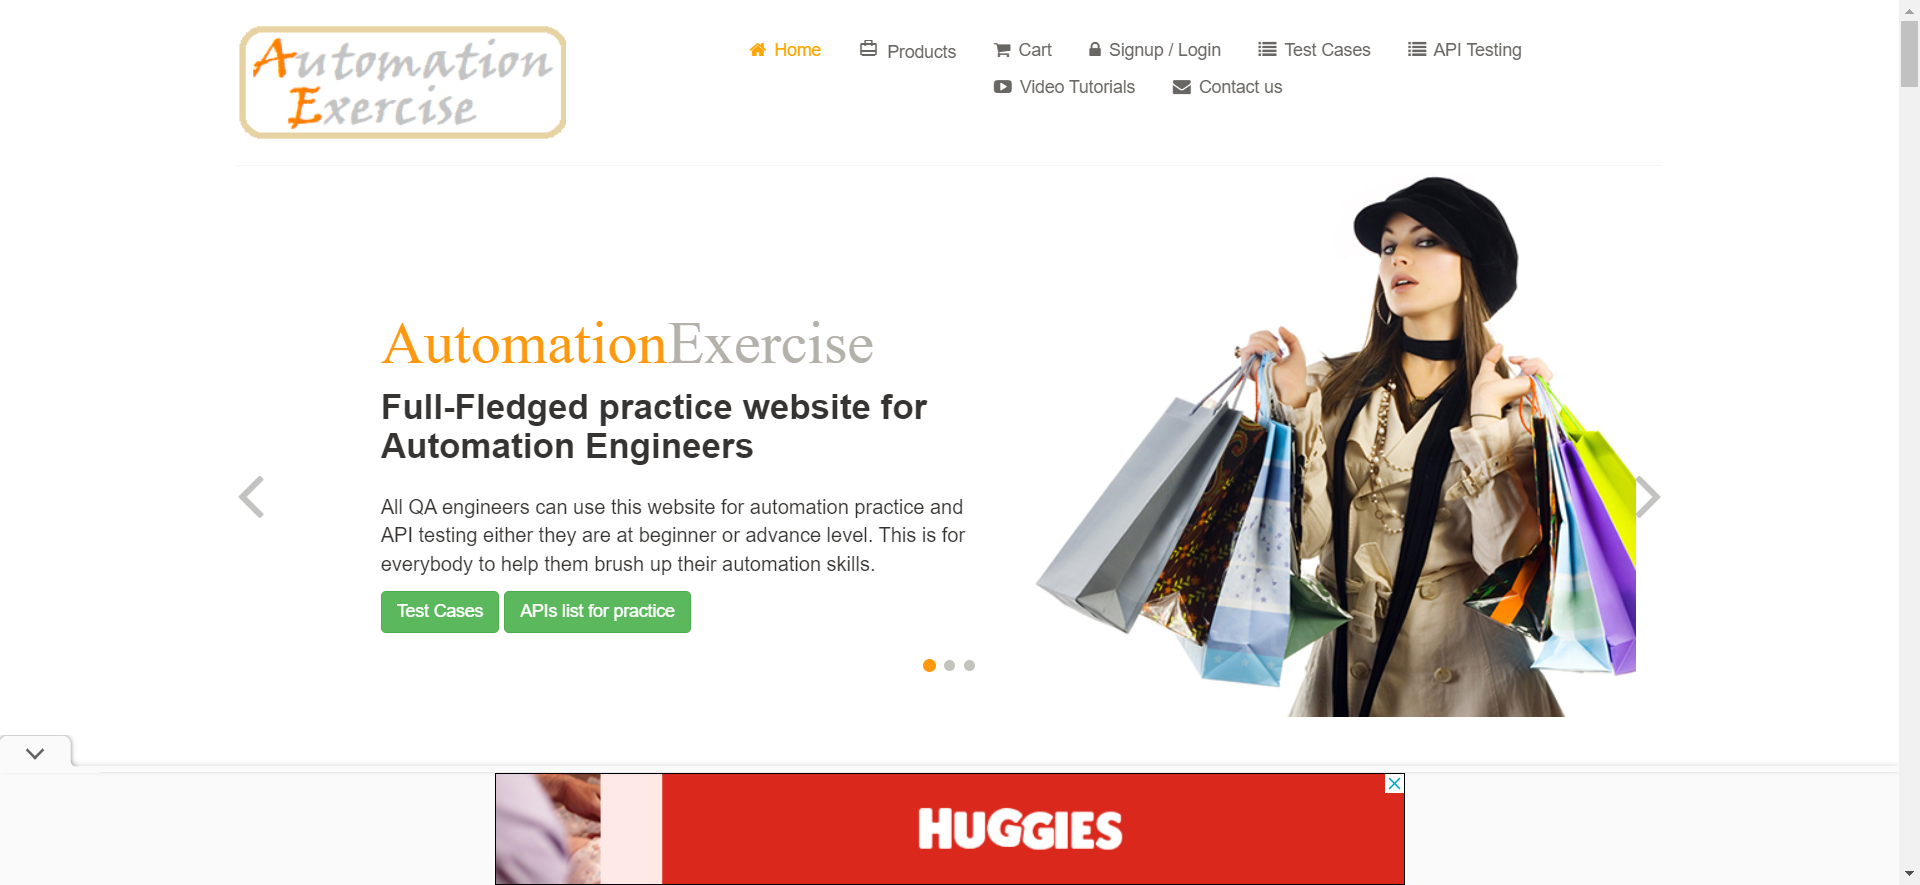 Automation
Exercise
Home
Products
Cart
Signup / Login
Test Cases
API Testing
Video Tutorials
Contact us
AutomationExercise
Full-Fledged practice website for
Automation Engineers
All QA engineers can use this website for automation practice and
API testing either they are at beginner or advance level. This is for
everybody to help them brush up their automation skills.
Test Cases
APIs list for practice
HUGGIES